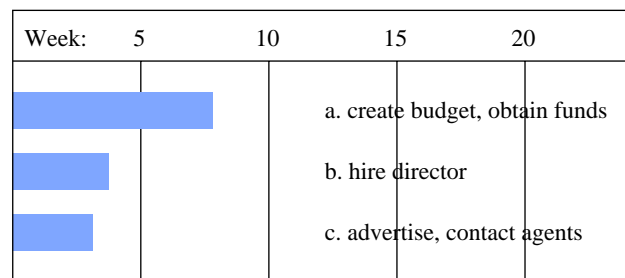 Week: 5 10 15 20
a. create budget, obtain funds
b. hire director
c. advertise, contact agents